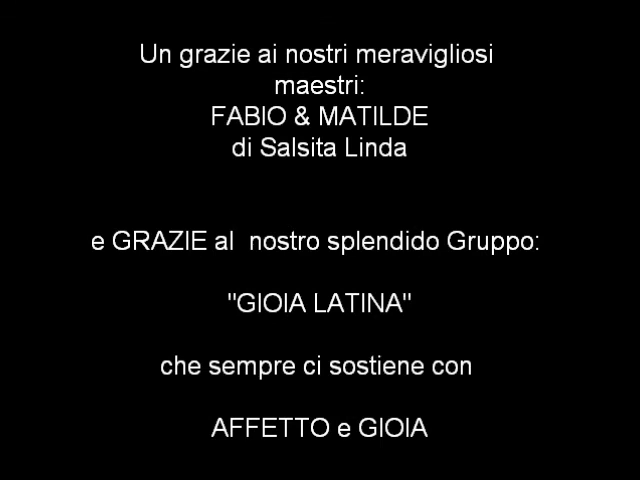 Un grazie ai nostri meravigliosi
maestri:
FABIO & MATILDE
di Salsita Linda
e GRAZIE al  nostro splendido Gruppo:
"GIOIA LATINA"
che sempre ci sostiene con
AFFETTO e GIOIA